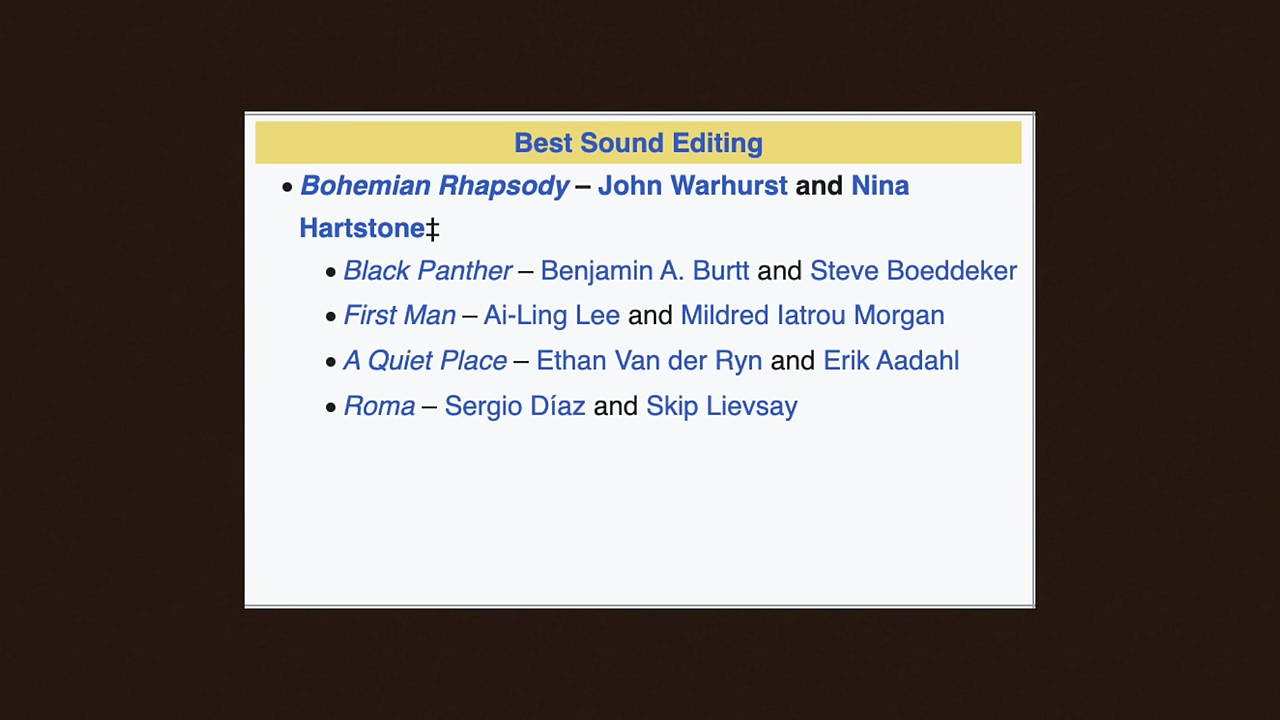 Best Sound Editing
• Bohemian Rhapsody – John Warhurst and Nina
Hartstone‡
• Black Panther – Benjamin A. Burtt and Steve Boeddeker
• First Man – Ai-Ling Lee and Mildred Iatrou Morgan
• A Quiet Place – Ethan Van der Ryn and Erik Aadahl
• Roma – Sergio Díaz and Skip Lievsay